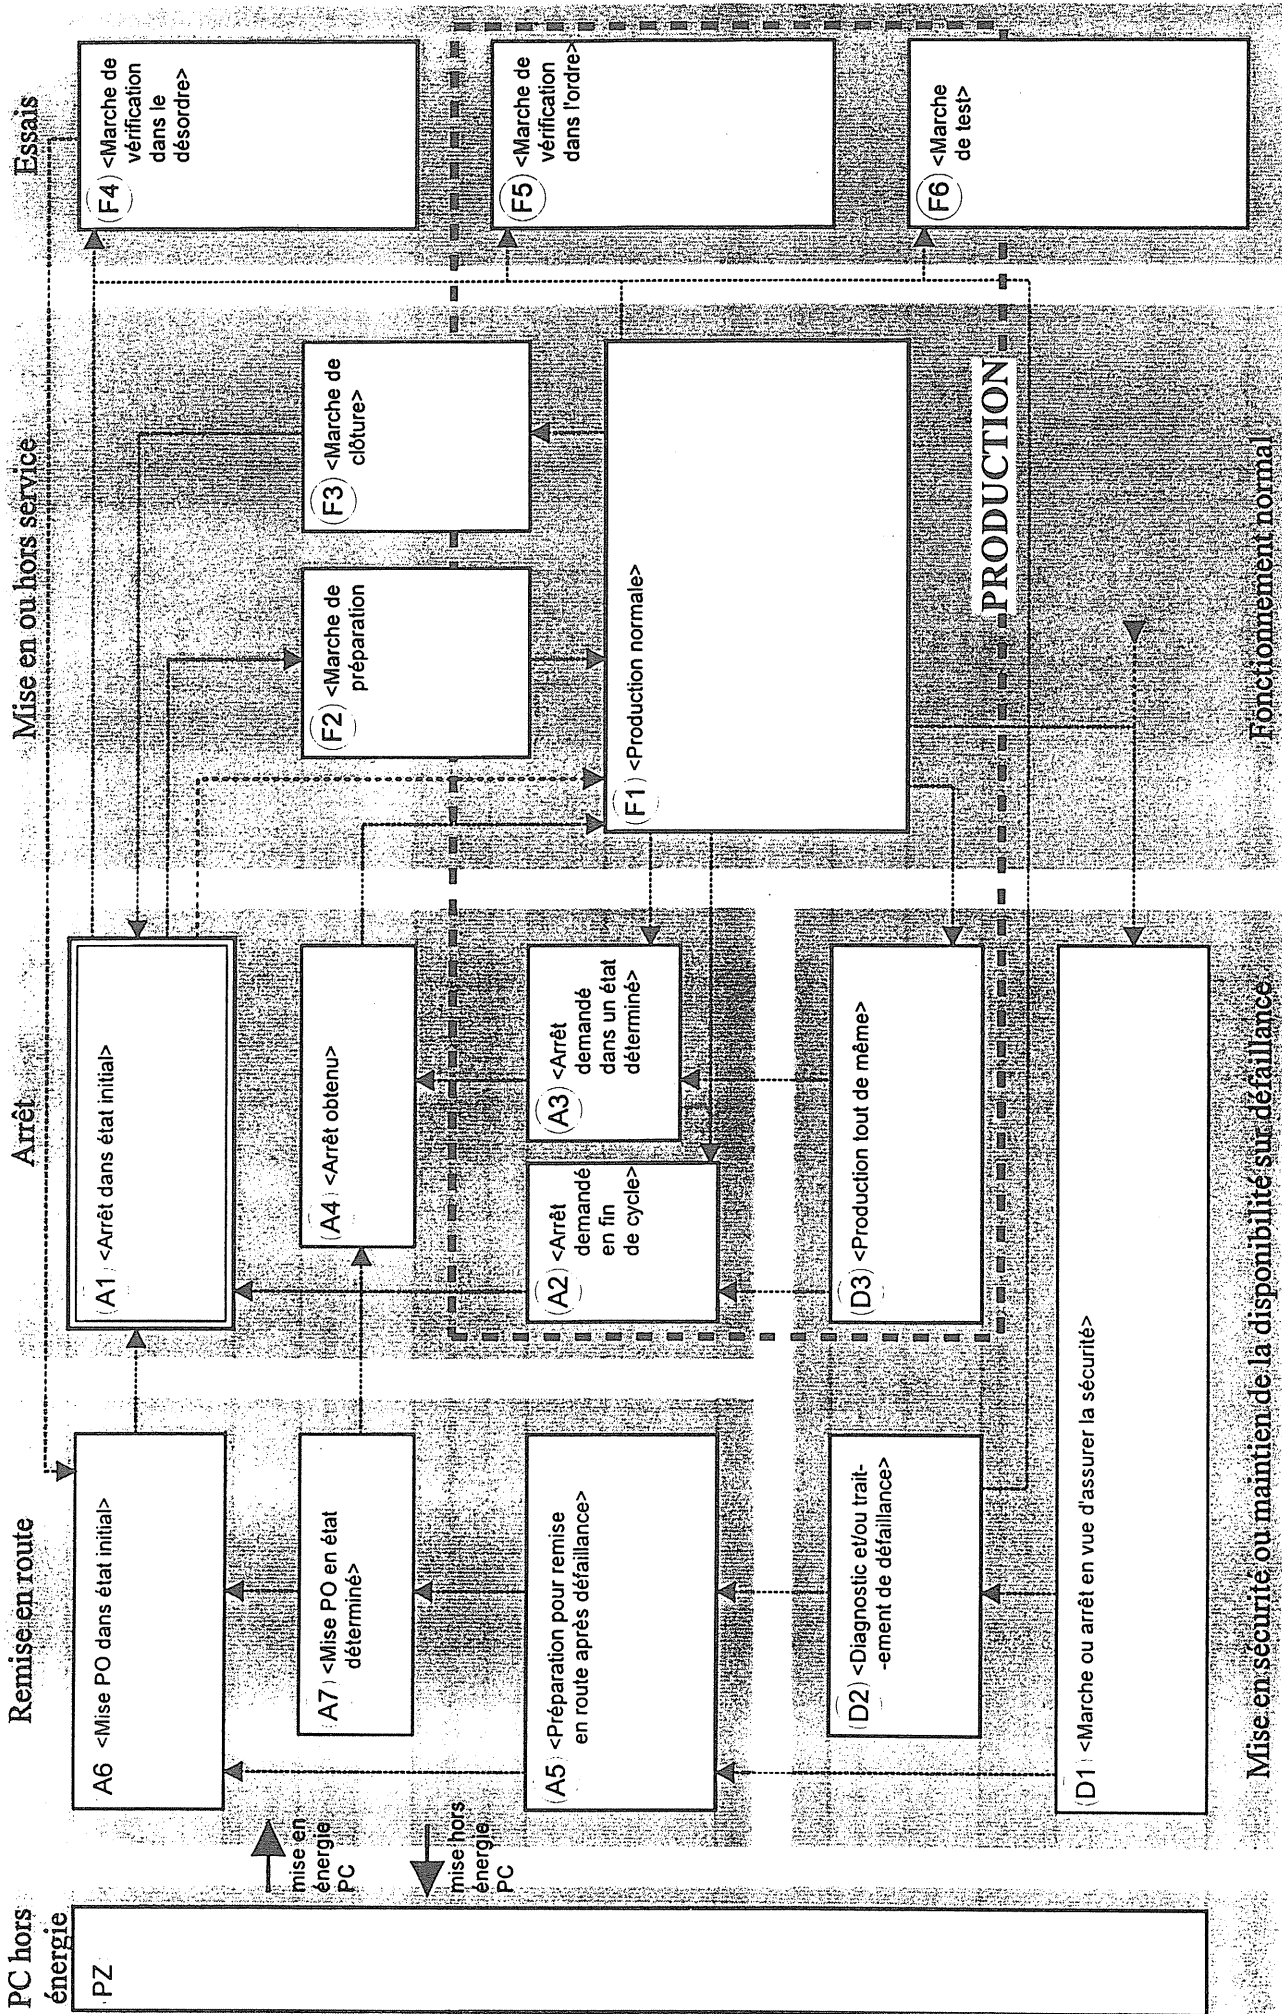 PC hors
énergie
Remise en route
Arrêt
Mise en ou hors service
Essais
PZ
mise en
énergie
PC
mise hors
énergie
PC
A6 <Mise PO dans état initial>
A7 <Mise PO en état
déterminé>
A5 <Préparation pour remise
en route après défaillance>
D2 <Diagnostic et/ou trait-
-ement de défaillance>
D1 <Marche ou arrêt en vue d'assurer la sécurité>
A1 <Arrêt dans état initial>
A4 <Arrêt obtenu>
A2 <Arrêt
demandé
en fin
de cycle>
A3 <Arrêt
demandé
dans un état
déterminé>
D3 <Production tout de même>
F2 <Marche de
préparation
F3 <Marche de
clôture>
F1 <Production normale>
PRODUCTION
F4 <Marche de
vérification
dans le
désordre>
F5 <Marche de
vérification
dans l'ordre>
F6 <Marche
de test>
Mise en sécurité ou maintien de la disponibilité sur défaillance
Fonctionnement normal